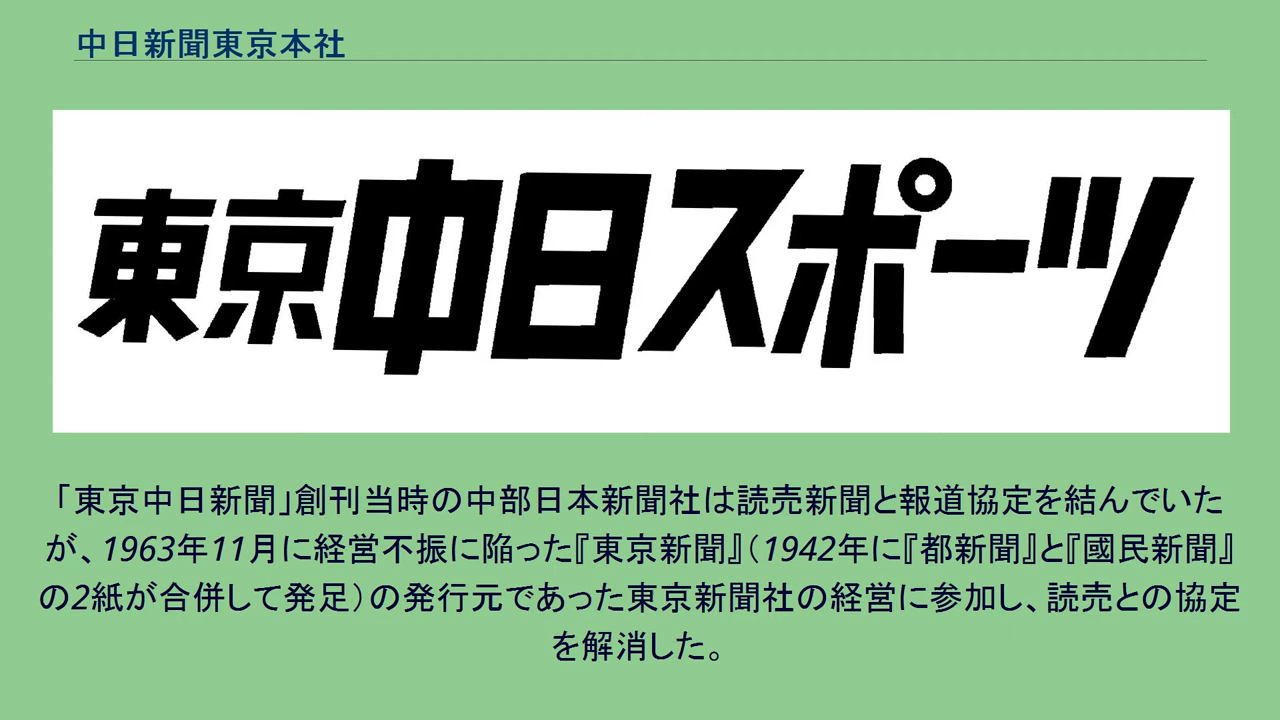 中日新聞東京本社
東京中日スポーツ
「東京中日新聞」創刊当時の中部日本新聞社は読売新聞と報道協定を結んでいた
が、1963年11月に経営不振に陥った『東京新聞』（1942年に『都新聞』と『國民新聞』
の2紙が合併して発足）の発行元であった東京新聞社の経営に参加し、読売との協定
を解消した。